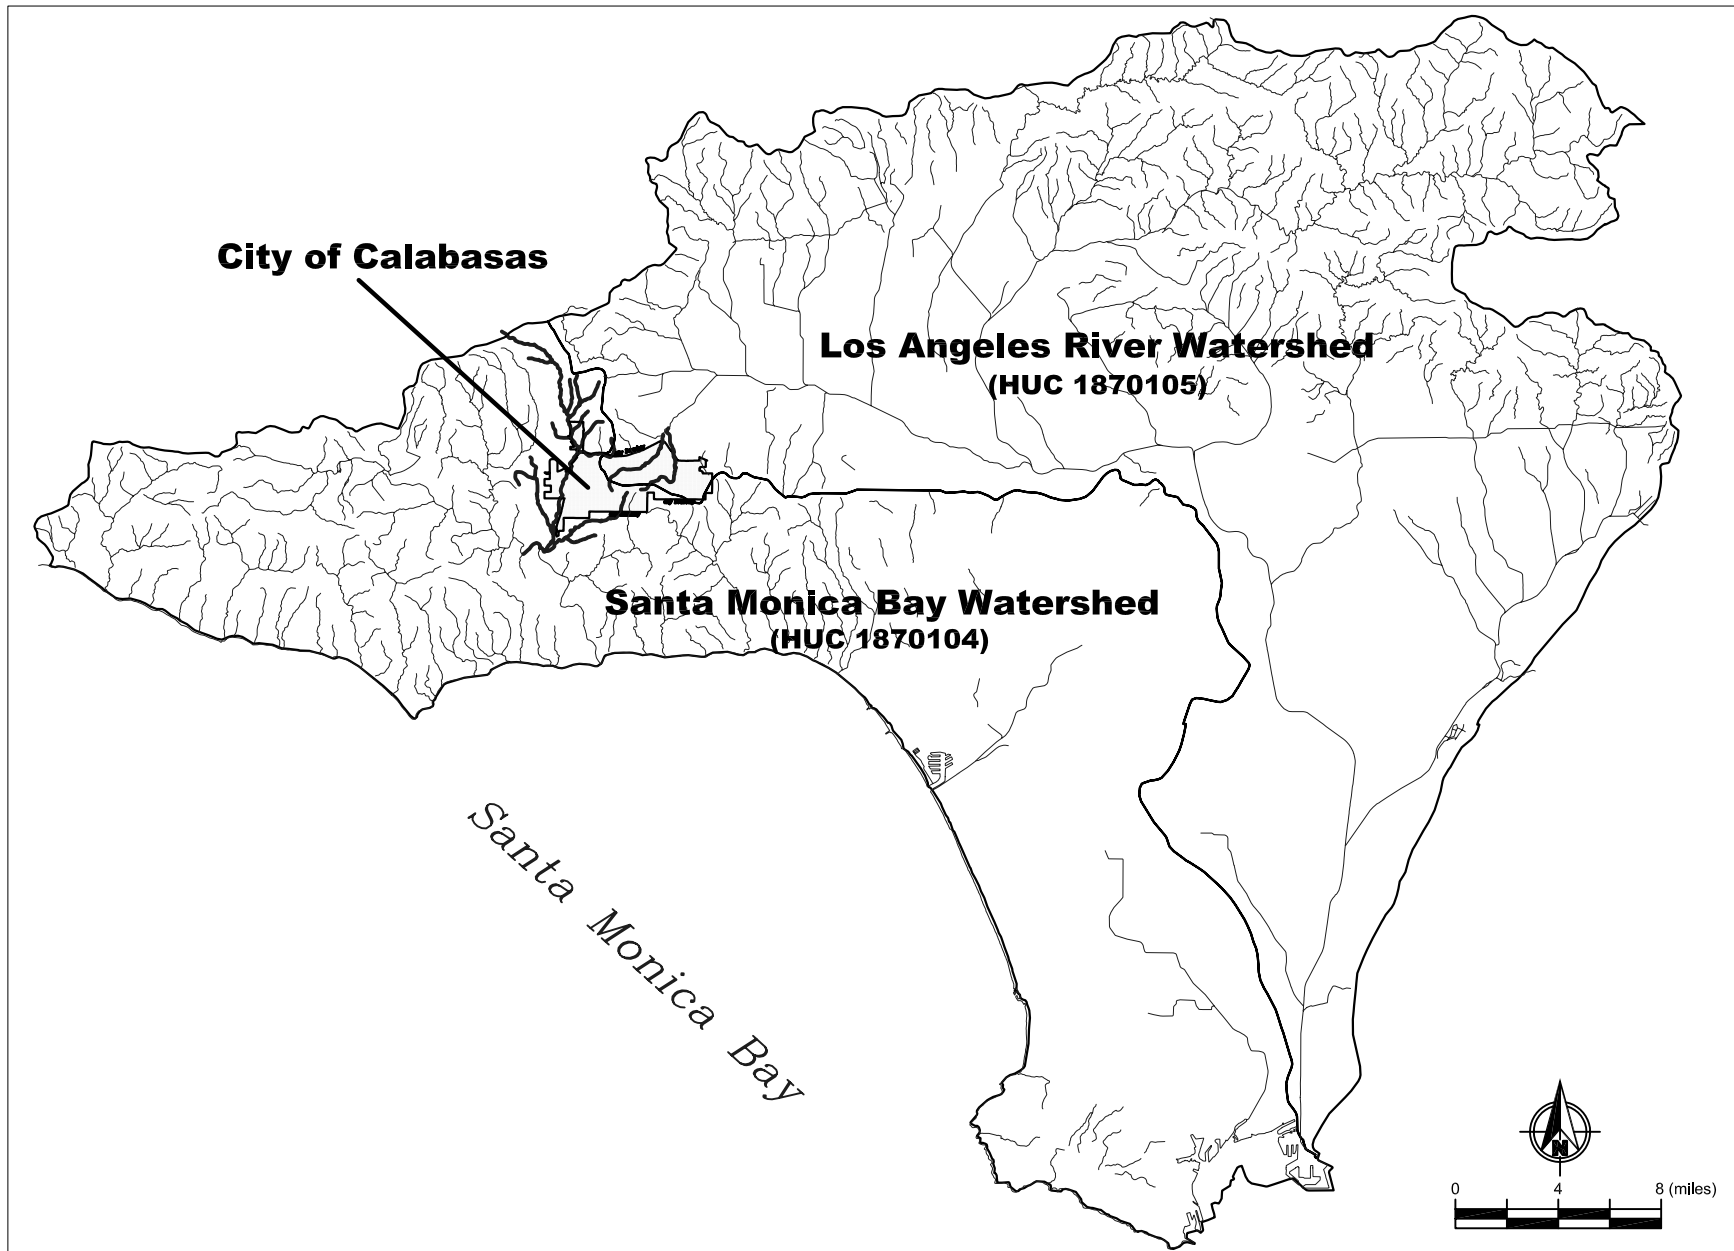 City of Calabasas
Los Angeles River Watershed
(HUC 1870105)
Santa Monica Bay Watershed
(HUC 1870104)
Santa Monica Bay
N
0 4 8 (miles)